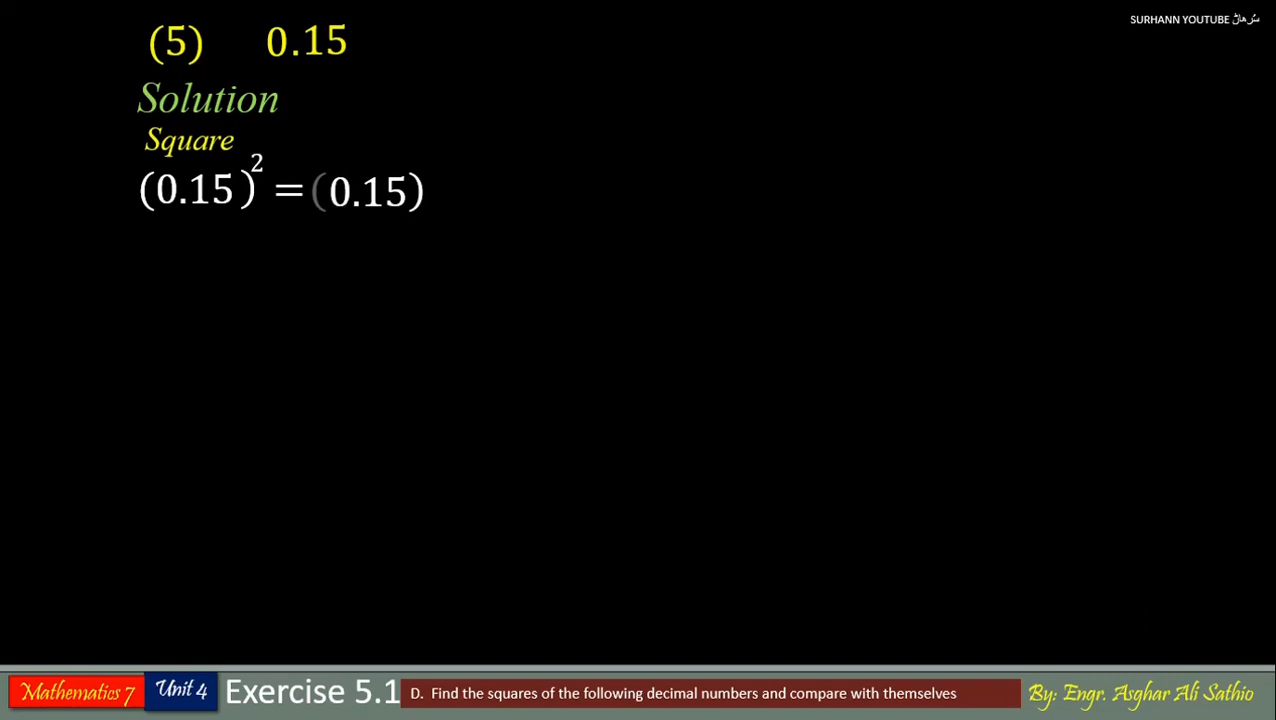 SURHANN YOUTUBE سُرهاڻ
(5) 0.15
Solution
Square
(0.15)² = (0.15)
Mathematics 7 Unit 4 Exercise 5.1 D. Find the squares of the following decimal numbers and compare with themselves By: Engr. Asghar Ali Sathio